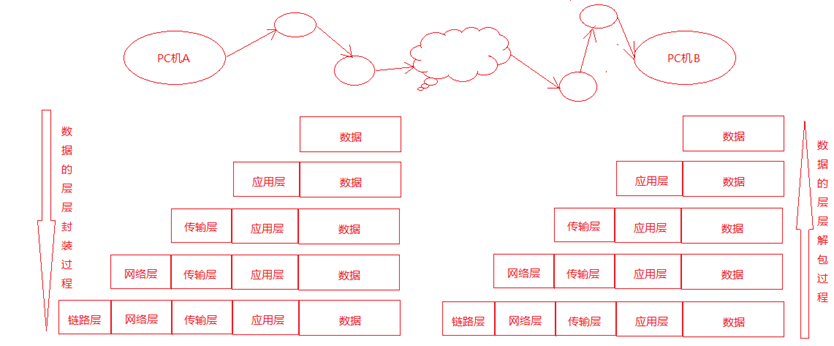 PC机A
PC机B
数据的层层封装过程
数据
应用层 数据
传输层 应用层 数据
网络层 传输层 应用层 数据
链路层 网络层 传输层 应用层 数据
数据
应用层 数据
传输层 应用层 数据
网络层 传输层 应用层 数据
链路层 网络层 传输层 应用层 数据
数据的层层解包过程